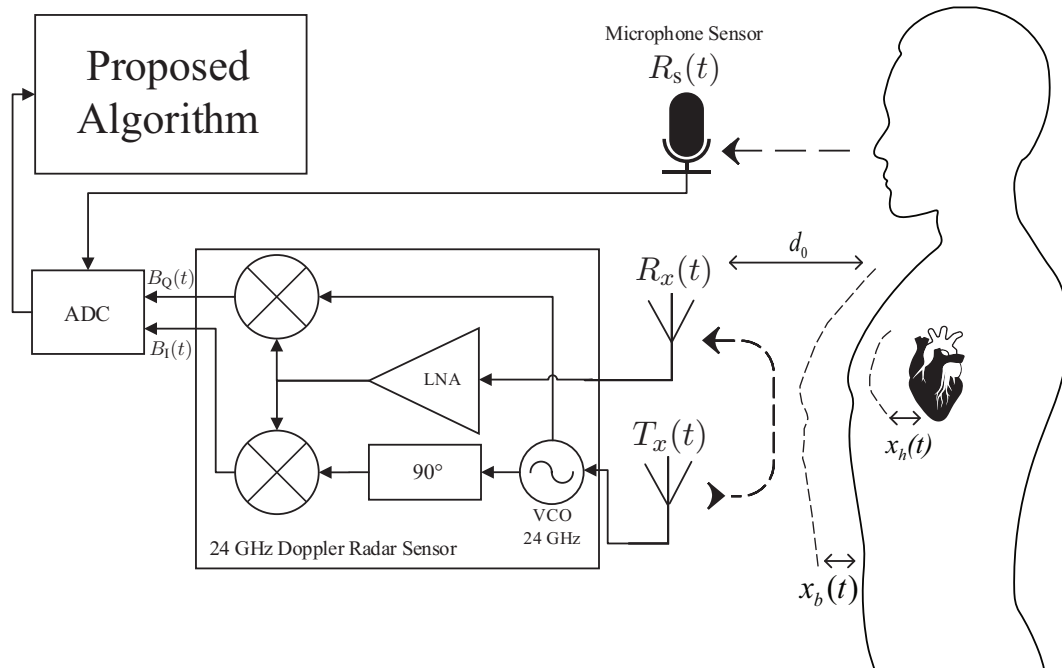 Proposed
Algorithm
Microphone Sensor
R_s(t)
d_0
B_Q(t)
R_x(t)
ADC
B_I(t)
LNA
x_h(t)
T_x(t)
90°
VCO
24 GHz
24 GHz Doppler Radar Sensor
x_b(t)